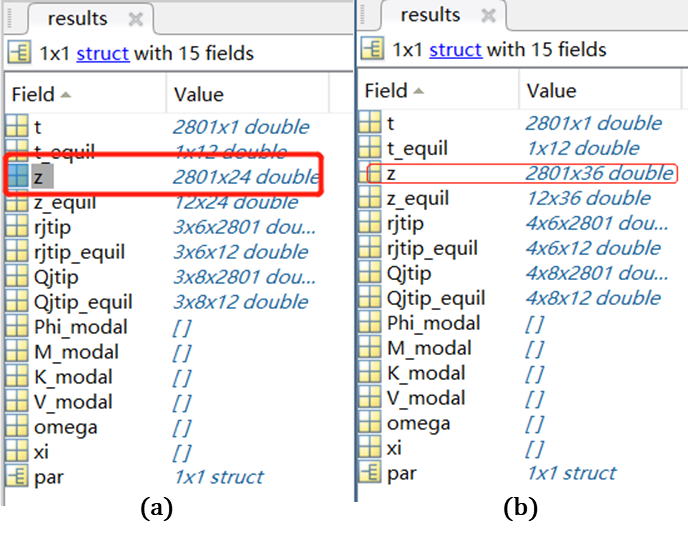 results
1x1 struct with 15 fields
Field Value
t 2801x1 double
t_equil 1x12 double
z 2801x24 double
z_equil 12x24 double
rjtip 3x6x2801 dou...
rjtip_equil 3x6x12 double
Qjtip 3x8x2801 dou...
Qjtip_equil 3x8x12 double
Phi_modal []
M_modal []
K_modal []
V_modal []
omega []
xi []
par 1x1 struct
(a)
results
1x1 struct with 15 fields
Field Value
t 2801x1 double
t_equil 1x12 double
z 2801x36 double
z_equil 12x36 double
rjtip 4x6x2801 dou...
rjtip_equil 4x6x12 double
Qjtip 4x8x2801 dou...
Qjtip_equil 4x8x12 double
Phi_modal []
M_modal []
K_modal []
V_modal []
omega []
xi []
par 1x1 struct
(b)